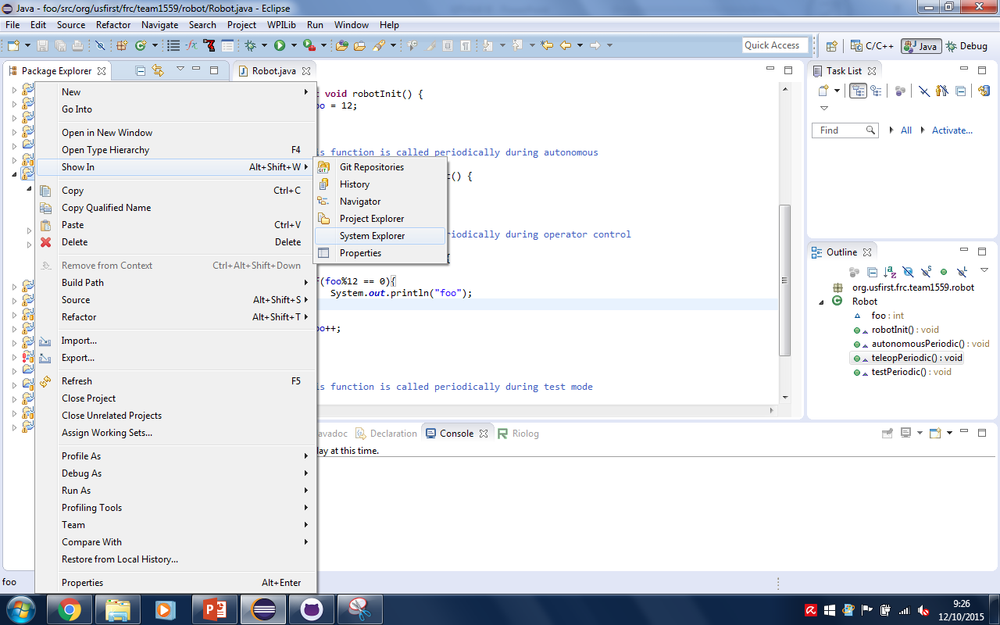 Java - foo/src/org/usfirst/frc/team1559/robot/Robot.java - Eclipse
File Edit Source Refactor Navigate Search Project WPILib Run Window Help
Quick Access
C/C++ Java Debug
Package Explorer
New
Go Into
Open in New Window
Open Type Hierarchy F4
Show In Alt+Shift+W
Copy Ctrl+C
Copy Qualified Name
Paste Ctrl+V
Delete Delete
Remove from Context Ctrl+Alt+Shift+Down
Build Path
Source Alt+Shift+S
Refactor Alt+Shift+T
Import...
Export...
Refresh F5
Close Project
Close Unrelated Projects
Assign Working Sets...
Profile As
Debug As
Run As
Profiling Tools
Team
Compare With
Restore from Local History...
Properties Alt+Enter
Git Repositories
History
Navigator
Project Explorer
System Explorer
Properties
Robot.java
void robotInit() {
= 12;
function is called periodically during autonomous
() {
during operator control
(foo%12 == 0){
System.out.println("foo");
++;
function is called periodically during test mode
Declaration Console Riolog
at this time.
Task List
Find All Activate...
Outline
org.usfirst.frc.team1559.robot
Robot
foo : int
robotInit() : void
autonomousPeriodic() : void
teleopPeriodic() : void
testPeriodic() : void
foo
9:26
12/10/2015